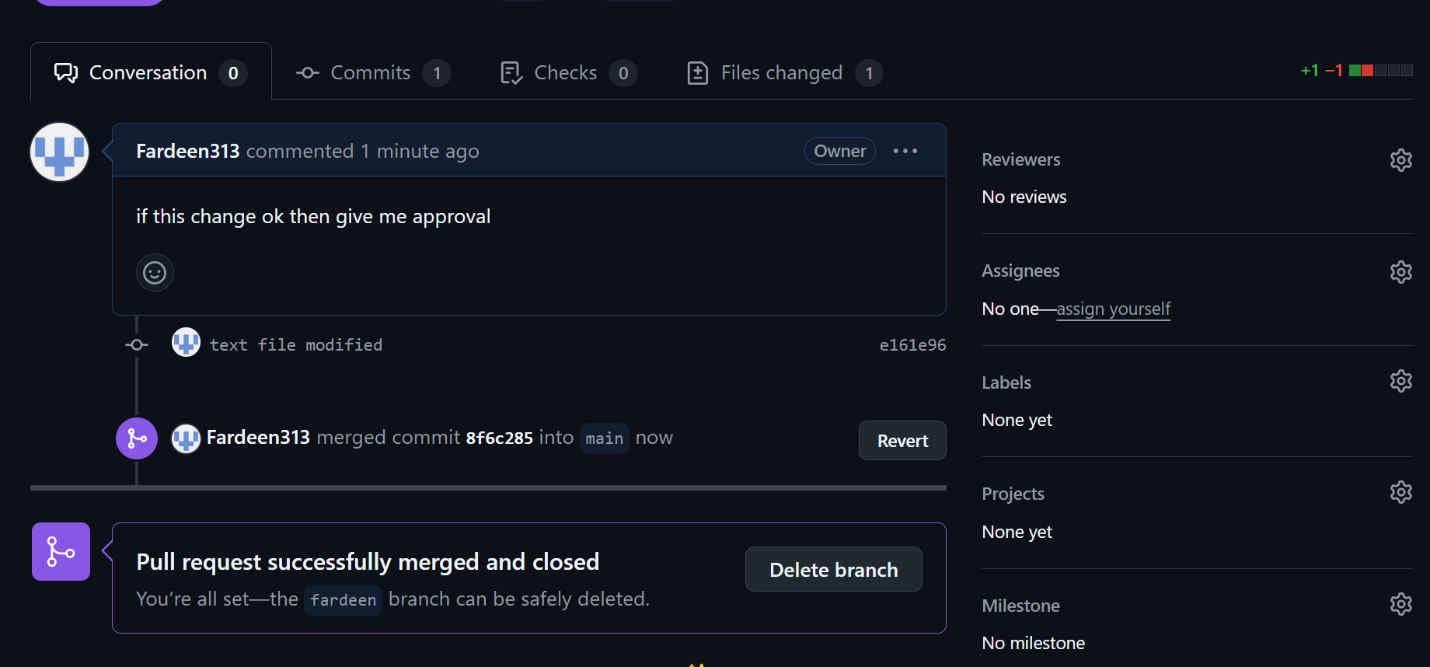 Conversation 0 Commits 1 Checks 0 Files changed 1 +1 −1
Fardeen313 commented 1 minute ago Owner
if this change ok then give me approval
text file modified e161e96
Fardeen313 merged commit 8f6c285 into main now Revert
Pull request successfully merged and closed
You’re all set—the fardeen branch can be safely deleted.
Delete branch
Reviewers
No reviews
Assignees
No one—assign yourself
Labels
None yet
Projects
None yet
Milestone
No milestone